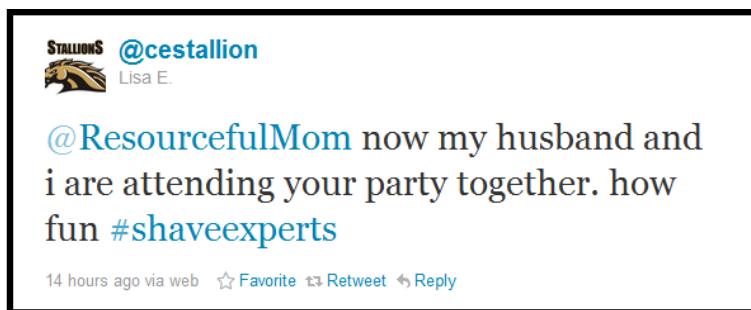 STALLIONS
@cestallion
Lisa E.
@ResourcefulMom now my husband and
i are attending your party together. how
fun #shaveexperts
14 hours ago via web Favorite Retweet Reply